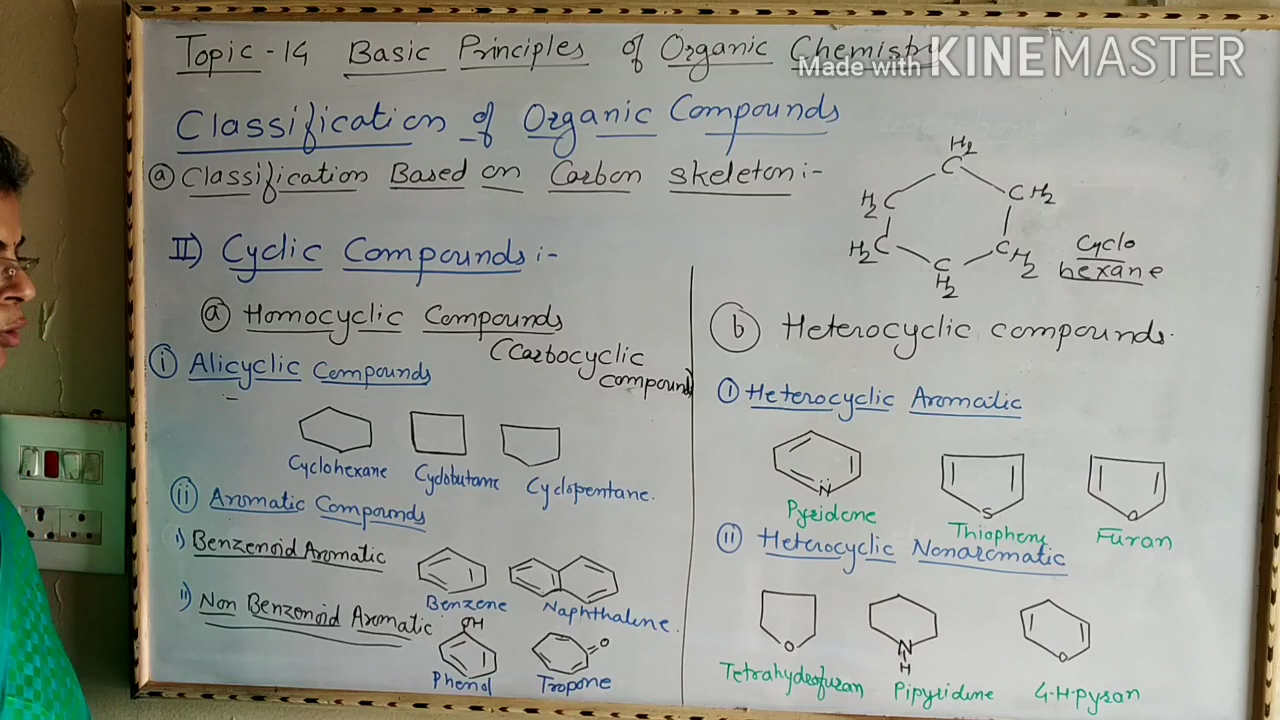 Topic-14 Basic Principles of Organic Chemistry
Made with KINEMASTER
Classification of Organic Compounds
(a) Classification Based on Carbon skeleton:-
H2
C
H2C
CH2
H2C
CH2
C
H2
Cyclo
hexane
II) Cyclic Compounds:-
(a) Homocyclic Compounds
(Carbocyclic
compound)
(i) Alicyclic Compounds
Cyclohexane
Cyclobutane
Cyclopentane.
(ii) Aromatic Compounds
i) Benzenoid Aromatic
Benzene
Naphthalene.
ii) Non Benzenoid Aromatic
OH
Phenol
O
Tropone
(b) Heterocyclic compounds.
(i) Heterocyclic Aromatic
N
Pyridene
S
Thiophene
O
Furan
(ii) Heterocyclic Nonaromatic
O
Tetrahydrofuran
N
H
Pipyridene
O
4-H-pyran